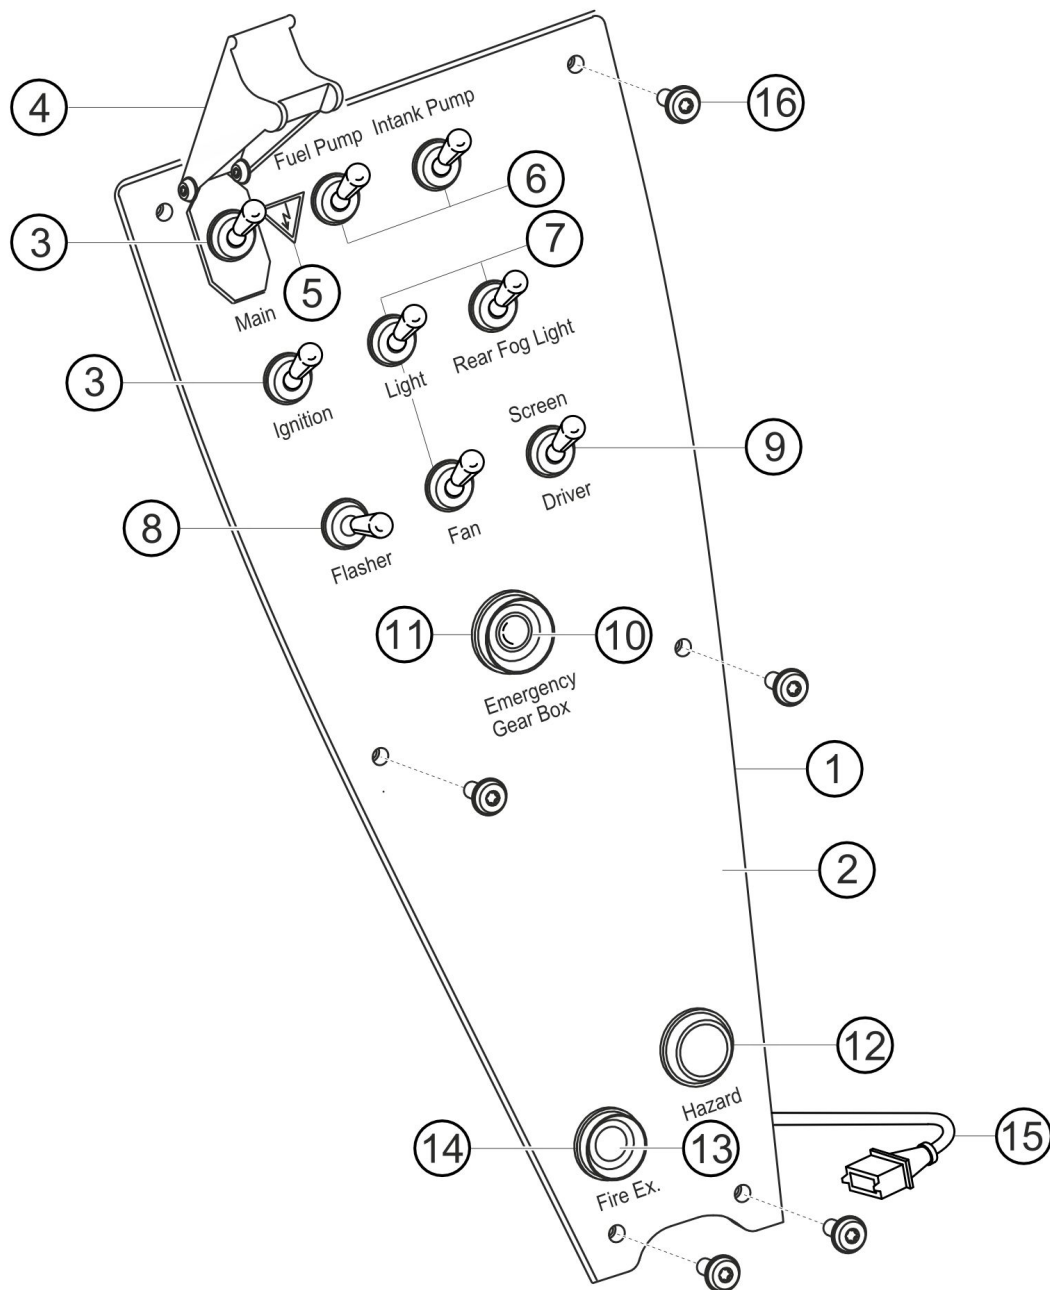 4
16
Fuel Pump
Intank Pump
6
3
7
5
Main
3
Light
Rear Fog Light
Ignition
Screen
9
8
Driver
Fan
Flasher
11
10
Emergency
Gear Box
1
2
12
Hazard
14
13
15
Fire Ex.